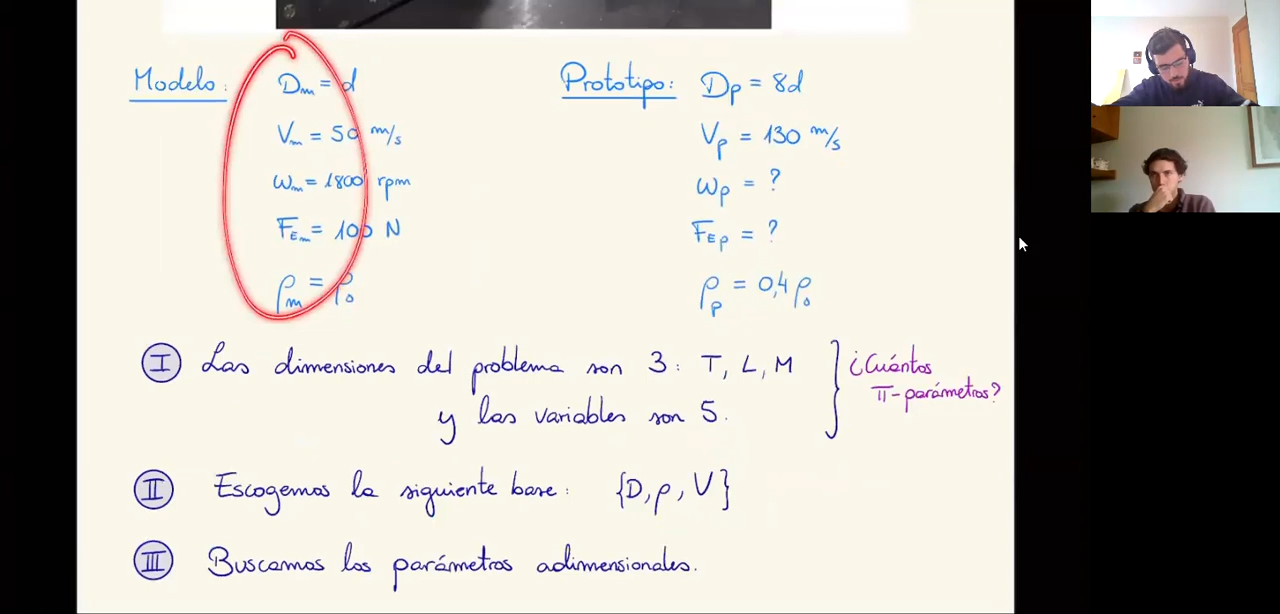 Modelo: Dm = d
Vm = 50 m/s
ωm = 1800 rpm
FEm = 100 N
ρm = ρ0
Prototipo: Dp = 8d
Vp = 130 m/s
ωp = ?
FEp = ?
ρp = 0,4 ρ0
I Las dimensiones del problema son 3: T, L, M
y las variables son 5.
¿Cuántos
π-parámetros?
II Escogemos la siguiente base: {D, ρ, V}
III Buscamos los parámetros adimensionales.